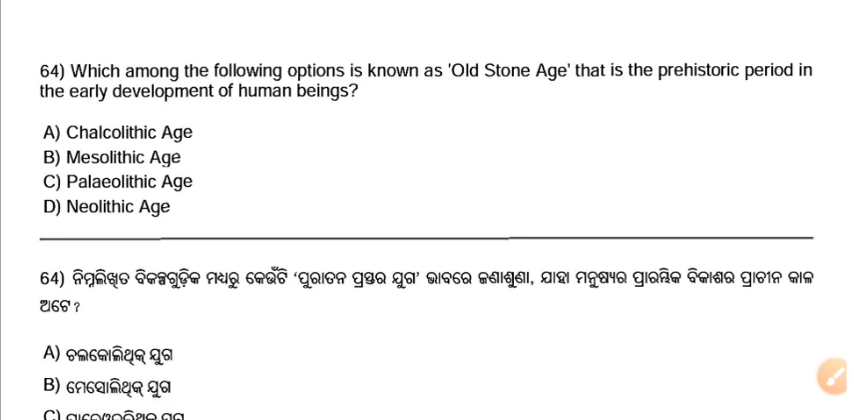 64) Which among the following options is known as 'Old Stone Age' that is the prehistoric period in
the early development of human beings?
A) Chalcolithic Age
B) Mesolithic Age
C) Palaeolithic Age
D) Neolithic Age
64) ନିମ୍ନଲିଖିତ ବିକଳ୍ପଗୁଡ଼ିକ ମଧ୍ୟରୁ କେଉଁଟି ‘ପୁରାତନ ପ୍ରସ୍ତର ଯୁଗ’ ଭାବରେ ଜଣାଶୁଣା, ଯାହା ମନୁଷ୍ୟର ପ୍ରାରମ୍ଭିକ ବିକାଶର ପ୍ରାଚୀନ କାଳ
ଅଟେ ?
A) ଚଲକୋଲିଥିକ୍ ଯୁଗ
B) ମେସୋଲିଥିକ୍ ଯୁଗ
C)